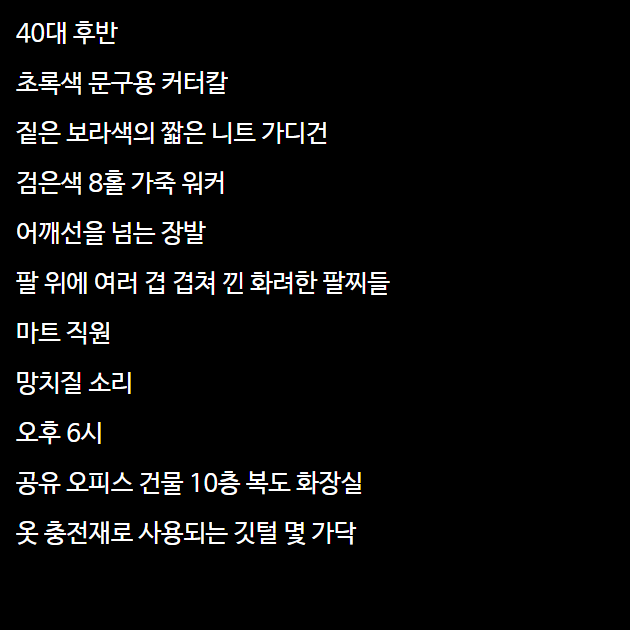 40대 후반
초록색 문구용 커터칼
짙은 보라색의 짧은 니트 가디건
검은색 8홀 가죽 워커
어깨선을 넘는 장발
팔 위에 여러 겹 겹쳐 낀 화려한 팔찌들
마트 직원
망치질 소리
오후 6시
공유 오피스 건물 10층 복도 화장실
옷 충전재로 사용되는 깃털 몇 가닥